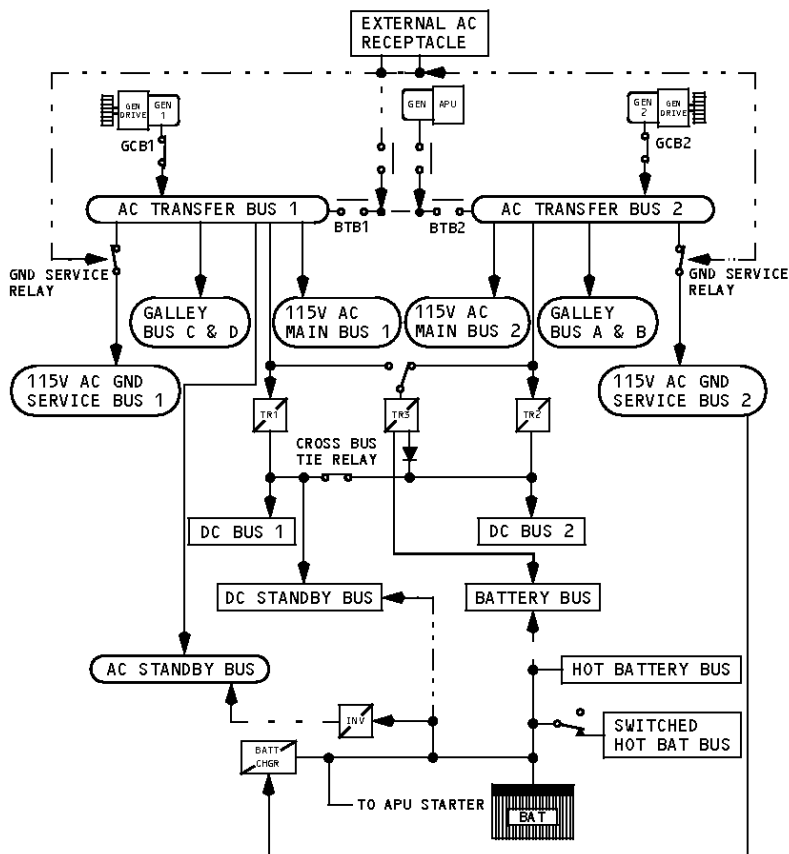 EXTERNAL AC
RECEPTACLE
GEN
DRIVE
GEN
1
GEN
APU
GEN
2
GEN
DRIVE
GCB1
GCB2
AC TRANSFER BUS 1
BTB1
BTB2
AC TRANSFER BUS 2
GND SERVICE
RELAY
GND SERVICE
RELAY
GALLEY
BUS C & D
115V AC
MAIN BUS 1
115V AC
MAIN BUS 2
GALLEY
BUS A & B
115V AC GND
SERVICE BUS 1
115V AC GND
SERVICE BUS 2
TR1
TR3
TR2
CROSS BUS
TIE RELAY
DC BUS 1
DC BUS 2
DC STANDBY BUS
BATTERY BUS
AC STANDBY BUS
HOT BATTERY BUS
INV
SWITCHED
HOT BAT BUS
BATT
CHGR
TO APU STARTER
BAT